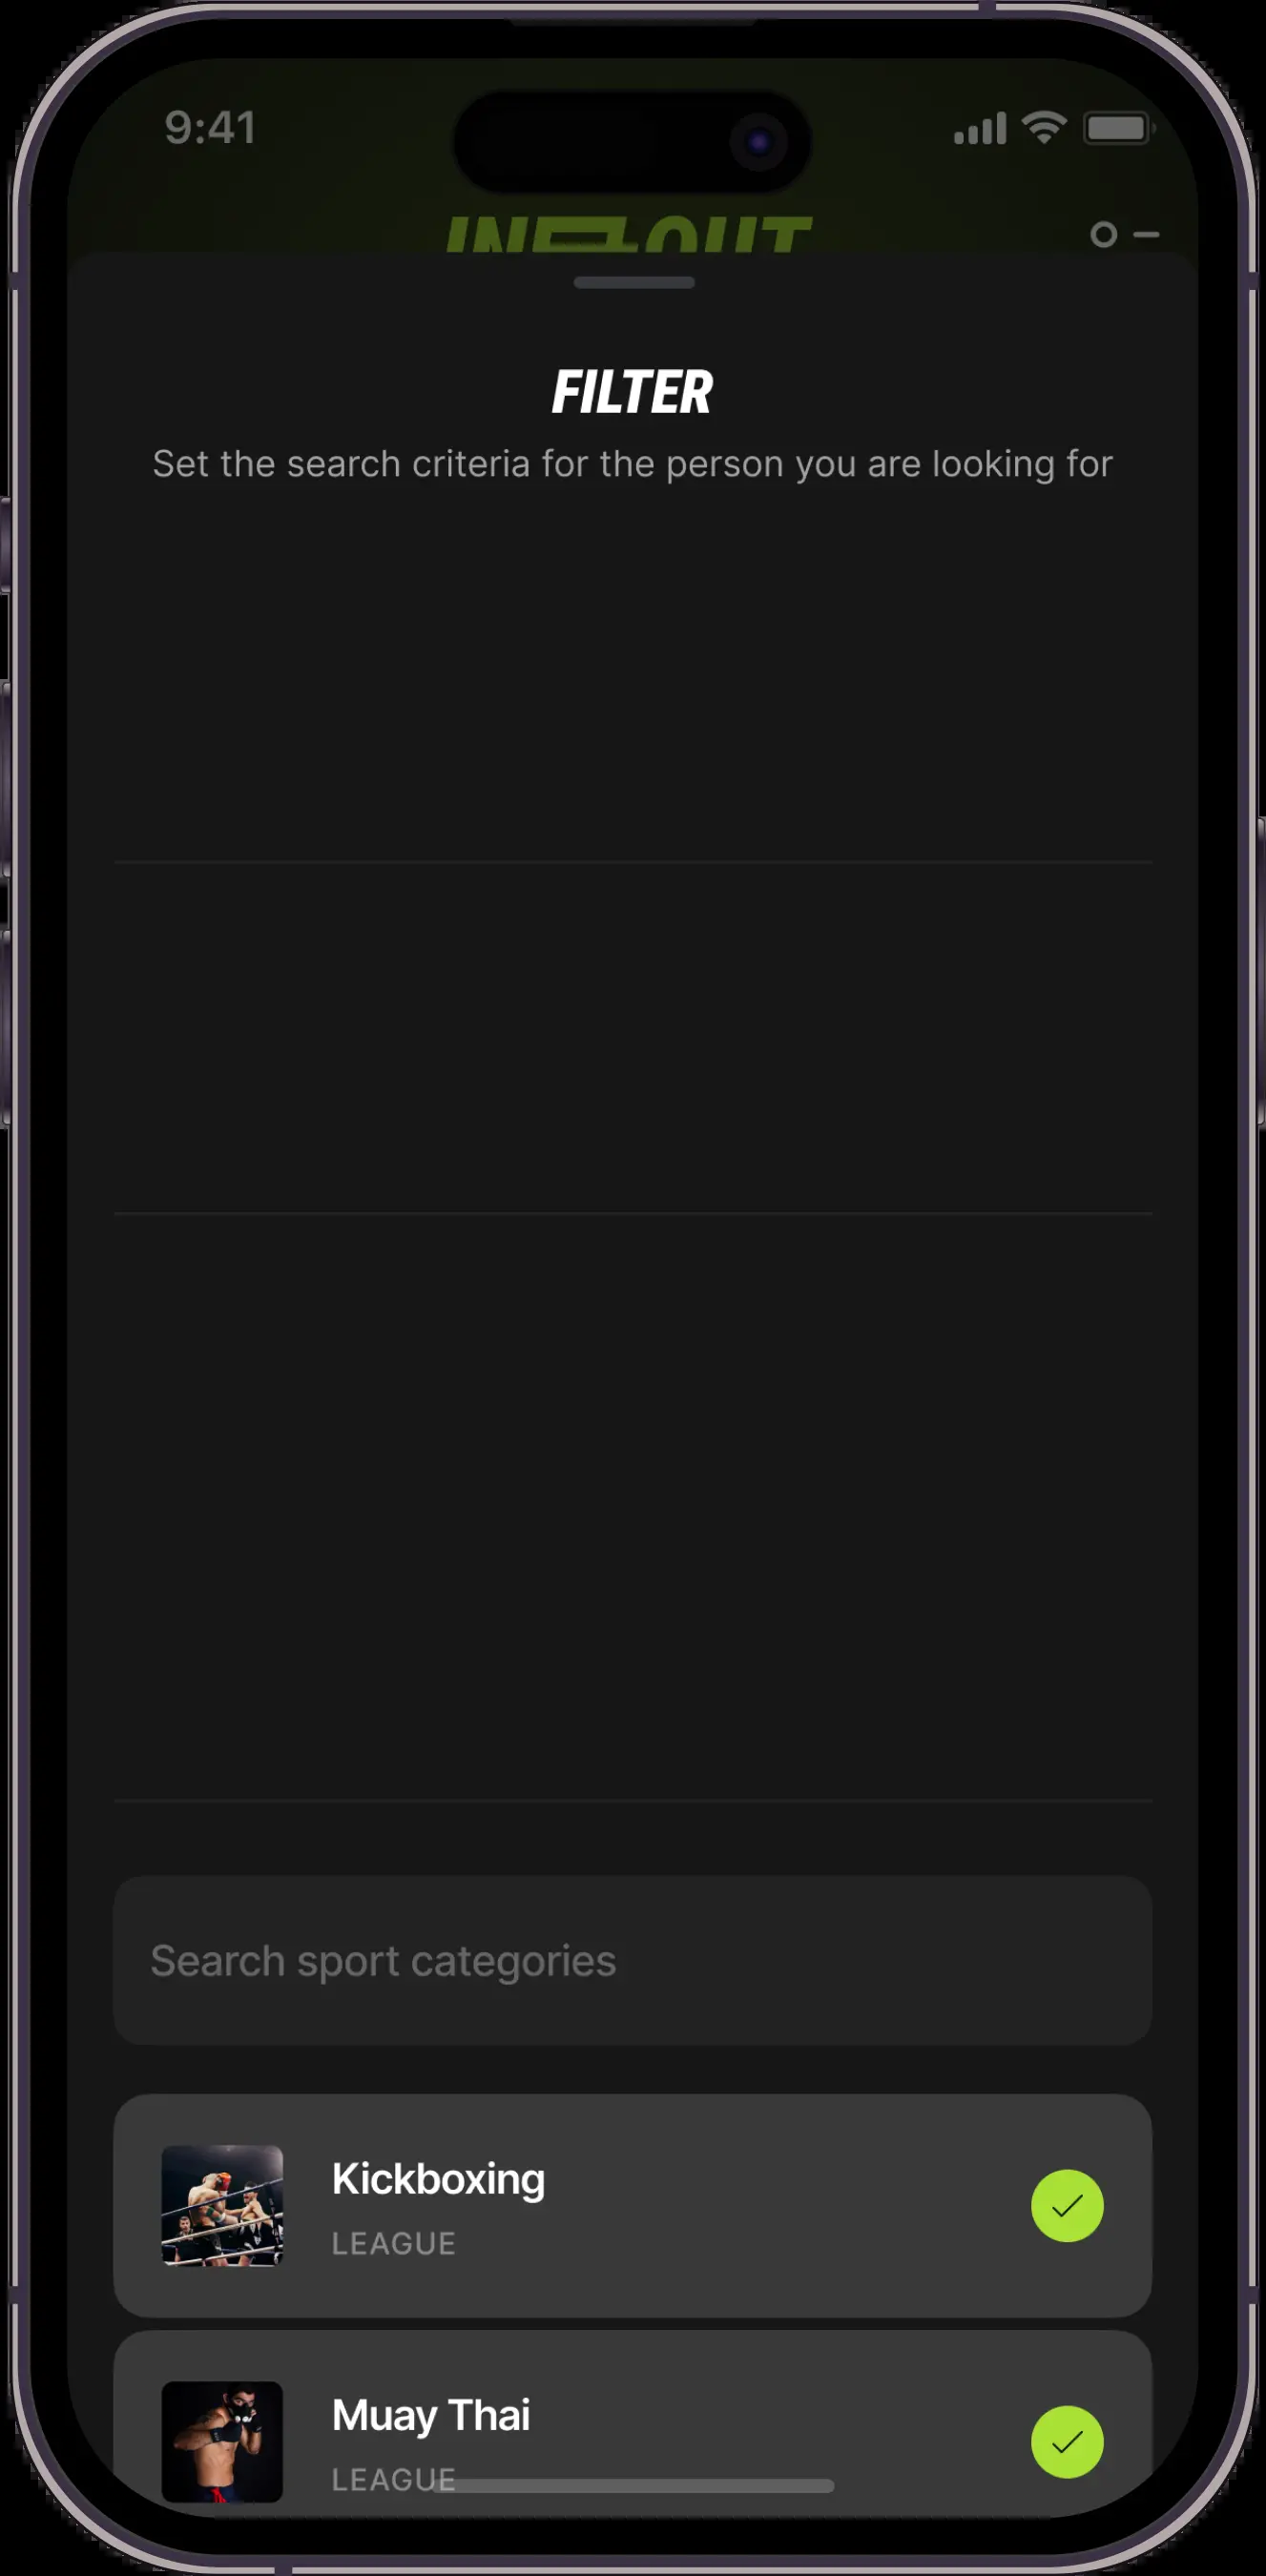 9:41
FILTER
Set the search criteria for the person you are looking for
Search sport categories
Kickboxing
LEAGUE
Muay Thai
LEAGUE